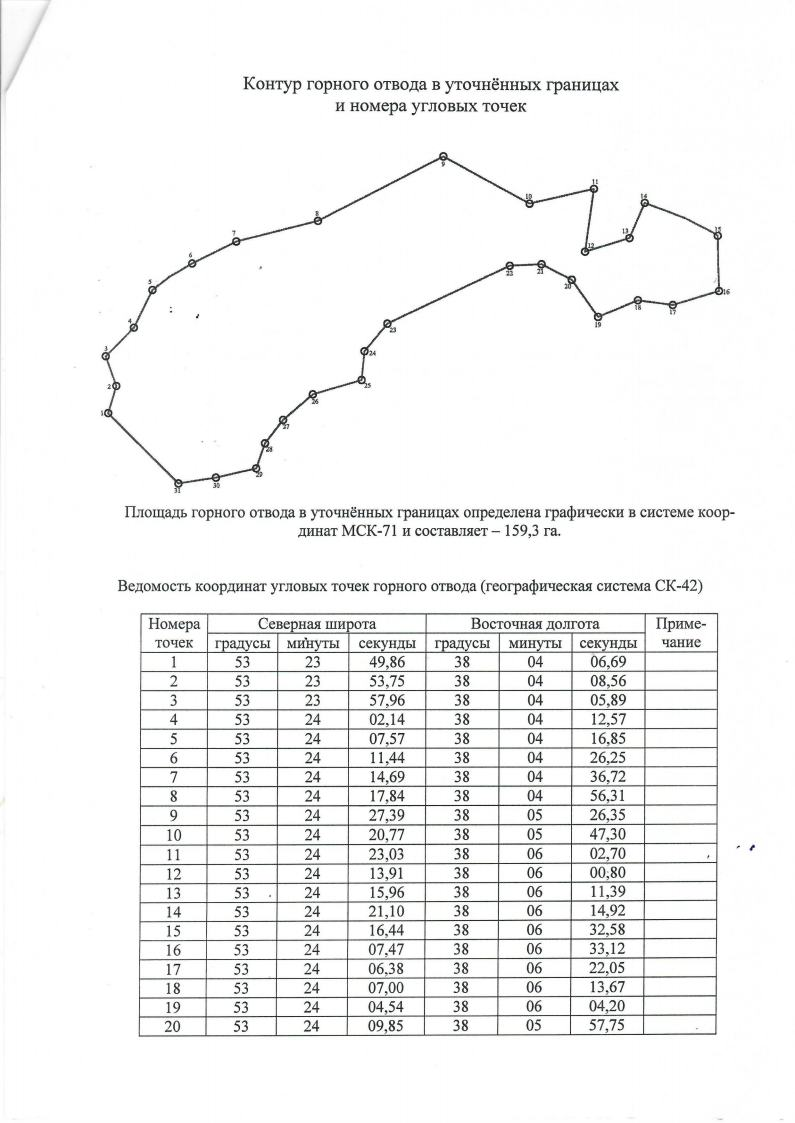 Контур горного отвода в уточнённых границах
и номера угловых точек
9
11
10
14
8
15
13
7
12
6
22
21
5
20
16
18
17
4
23
19
3
24
2
25
26
1
27
28
29
30
31
Площадь горного отвода в уточнённых границах определена графически в системе коор-
динат МСК-71 и составляет – 159,3 га.
Ведомость координат угловых точек горного отвода (географическая система СК-42)
Номера точек Северная широта Восточная долгота Приме-чание
градусы минуты секунды градусы минуты секунды
1 53 23 49,86 38 04 06,69
2 53 23 53,75 38 04 08,56
3 53 23 57,96 38 04 05,89
4 53 24 02,14 38 04 12,57
5 53 24 07,57 38 04 16,85
6 53 24 11,44 38 04 26,25
7 53 24 14,69 38 04 36,72
8 53 24 17,84 38 04 56,31
9 53 24 27,39 38 05 26,35
10 53 24 20,77 38 05 47,30
11 53 24 23,03 38 06 02,70
12 53 24 13,91 38 06 00,80
13 53 24 15,96 38 06 11,39
14 53 24 21,10 38 06 14,92
15 53 24 16,44 38 06 32,58
16 53 24 07,47 38 06 33,12
17 53 24 06,38 38 06 22,05
18 53 24 07,00 38 06 13,67
19 53 24 04,54 38 06 04,20
20 53 24 09,85 38 05 57,75